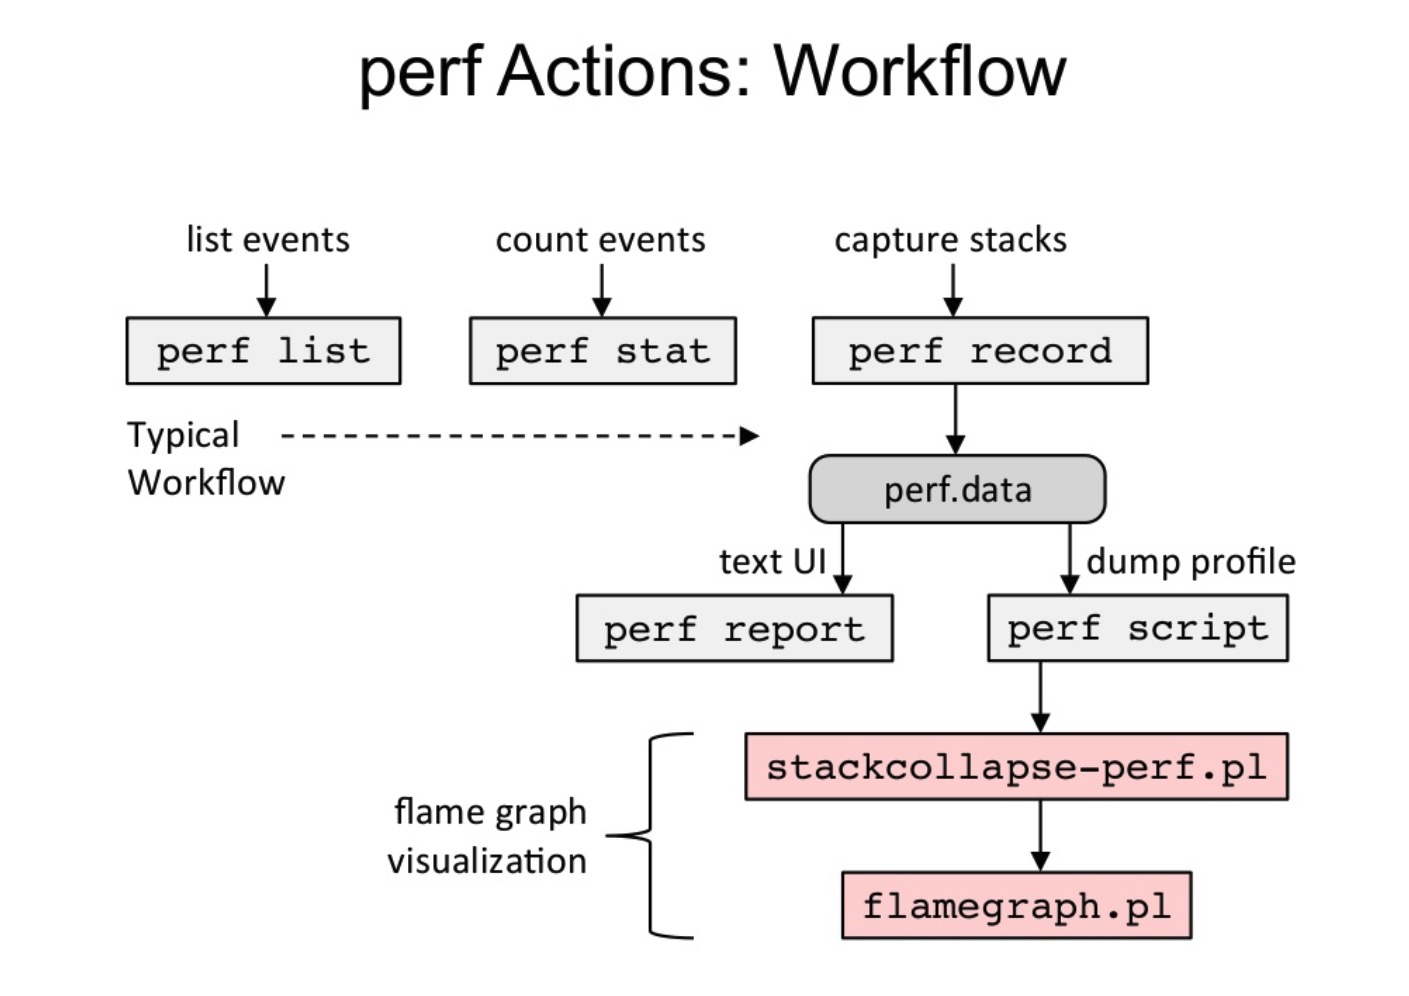 perf Actions: Workflow
list events
count events
capture stacks
perf list
perf stat
perf record
Typical
Workflow
perf.data
text UI
dump profile
perf report
perf script
stackcollapse-perf.pl
flame graph
visualization
flamegraph.pl